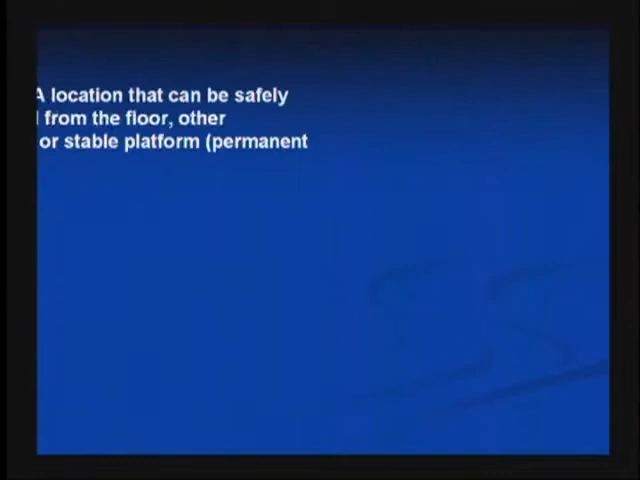 A location that can be safely
from the floor, other
or stable platform (permanent